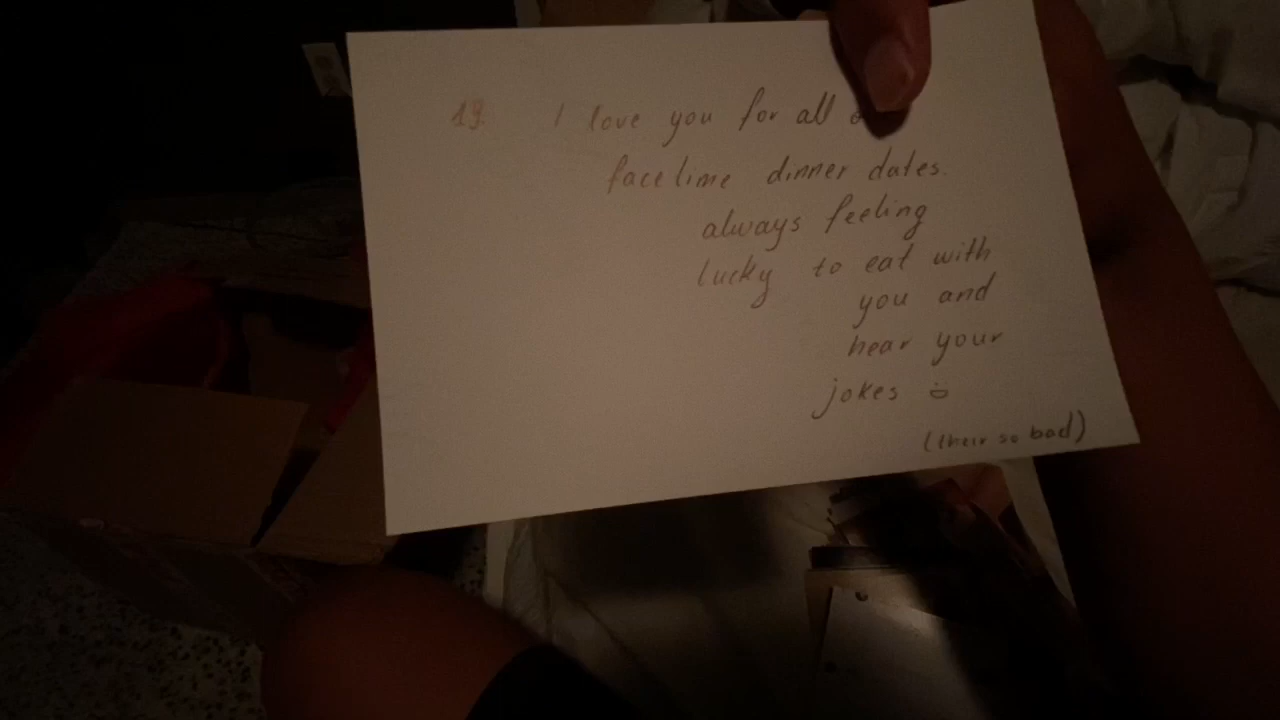 19. I love you for all
facelime dinner dates.
always feeling
lucky to eat with
you and
hear your
jokes
(their so bad)